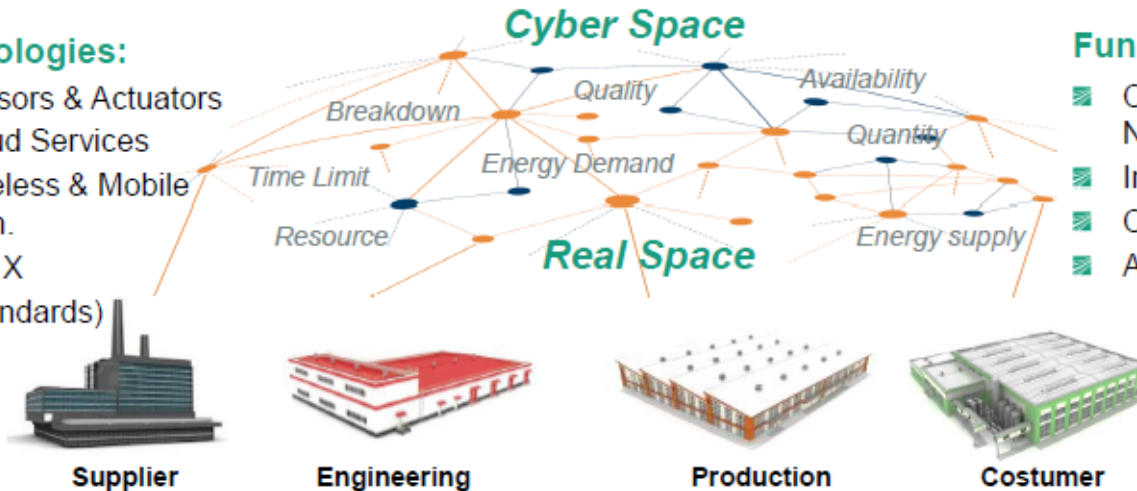 Cyber Space
ologies:
sors & Actuators
ud Services
eless & Mobile
X
ndards)
Breakdown
Quality
Availability
Quantity
Time Limit
Energy Demand
Resource
Energy supply
Real Space
Fun
Supplier
Engineering
Production
Costumer